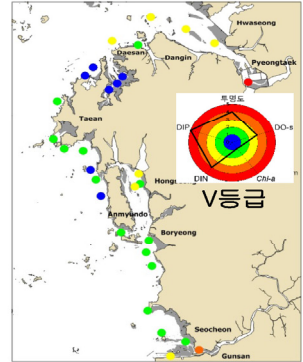 Hwaseong
Daesan
Dangin
Pyeongtaek
투명도
Taean
DIP
DO-s
DIN
Chl-a
V등급
Anmyundo
Boryeong
Seocheon
Gunsan